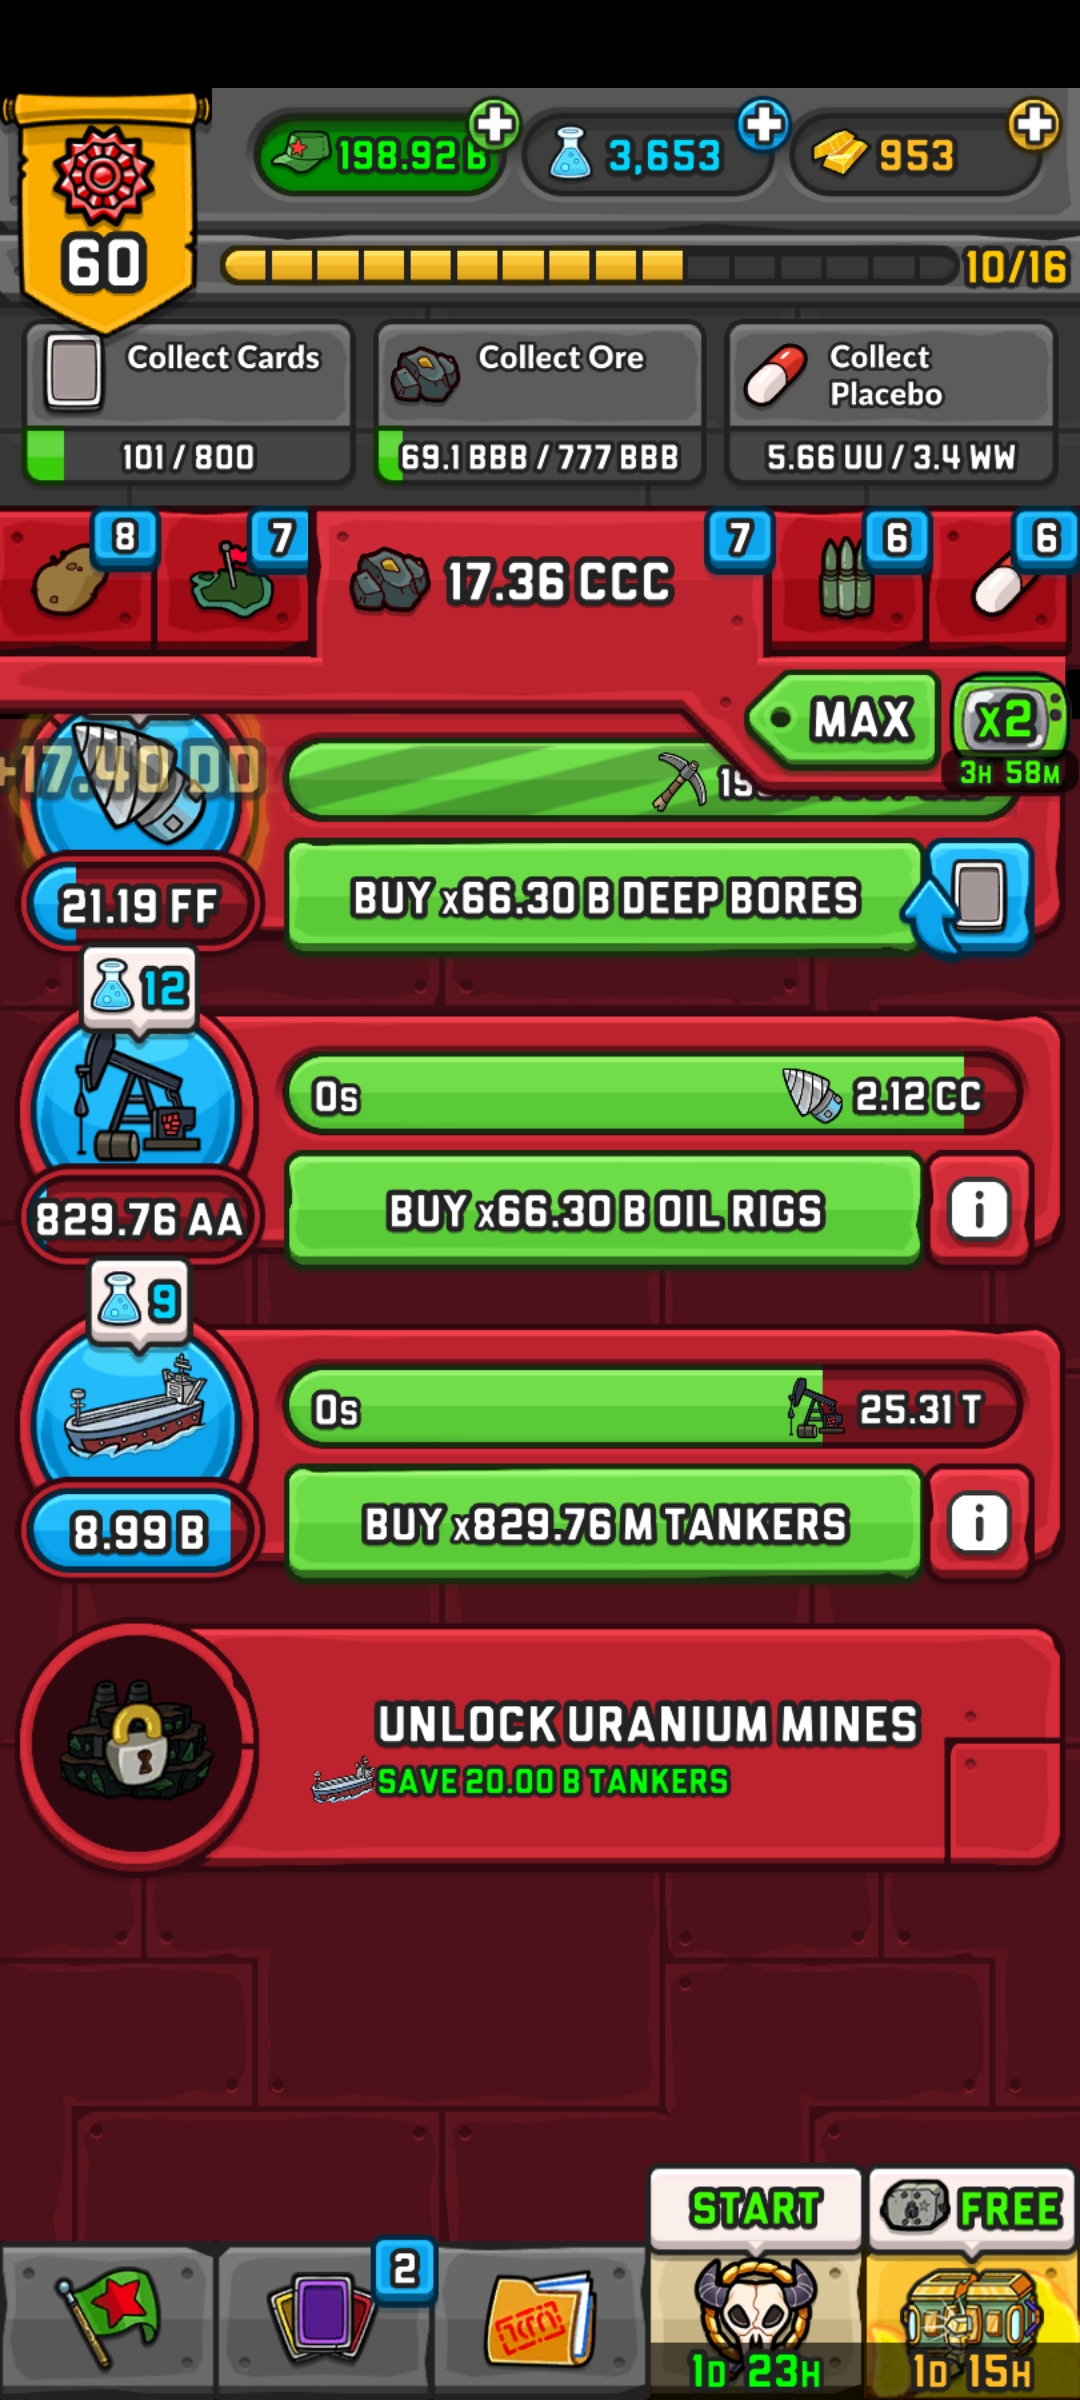 198.92 B
3,653
953
60
10/16
Collect Cards
101 / 800
Collect Ore
69.1 BBB / 777 BBB
Collect
Placebo
5.66 UU / 3.4 WW
8
7
17.36 CCC
7
6
6
MAX
x2
3H 58M
+17.40 DD
21.19 FF
BUY x66.30 B DEEP BORES
12
0s
2.12 CC
829.76 AA
BUY x66.30 B OIL RIGS
i
9
0s
25.31 T
8.99 B
BUY x829.76 M TANKERS
i
UNLOCK URANIUM MINES
SAVE 20.00 B TANKERS
START
FREE
2
1D 23H
1D 15H